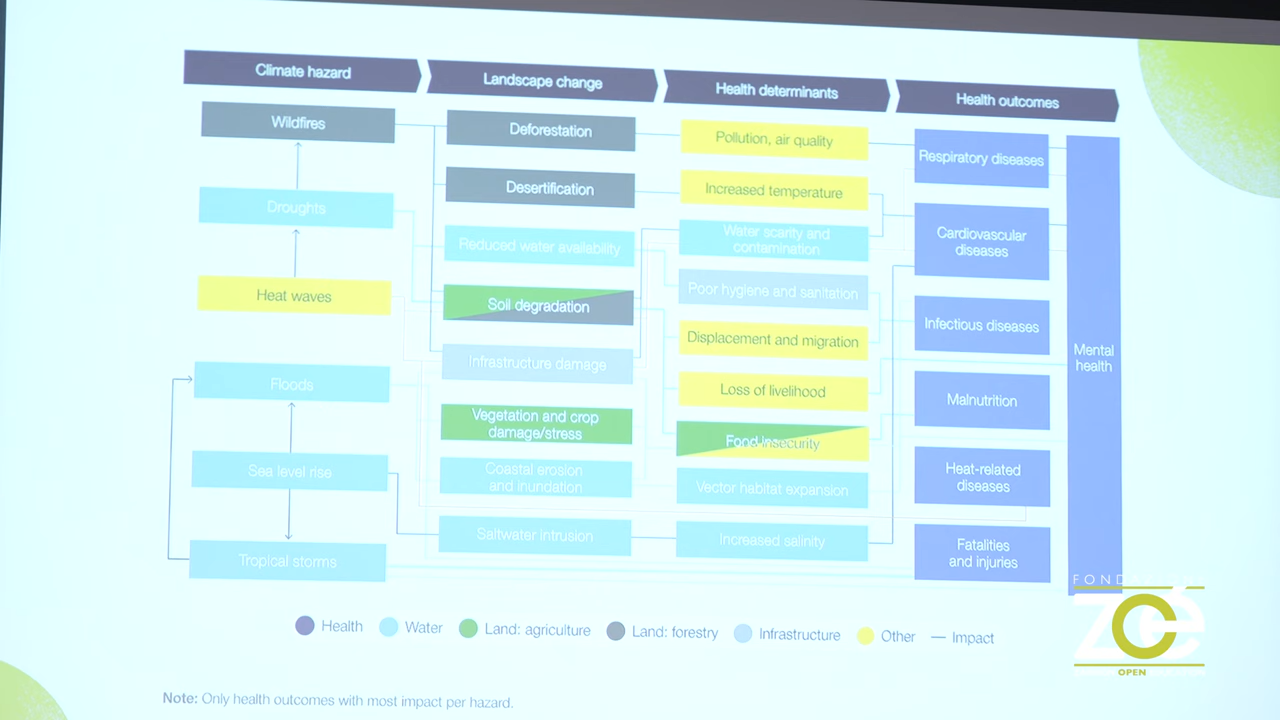 Climate hazard
Landscape change
Health determinants
Health outcomes
Wildfires
Droughts
Heat waves
Floods
Sea level rise
Tropical storms
Deforestation
Desertification
Reduced water availability
Soil degradation
Infrastructure damage
Vegetation and crop
damage/stress
Coastal erosion
and inundation
Saltwater intrusion
Pollution, air quality
Increased temperature
Water scarity and
contamination
Poor hygiene and sanitation
Displacement and migration
Loss of livelihood
Food insecurity
Vector habitat expansion
Increased salinity
Respiratory diseases
Cardiovascular
diseases
Infectious diseases
Malnutrition
Heat-related
diseases
Fatalities
and injuries
Mental
health
Health
Water
Land: agriculture
Land: forestry
Infrastructure
Other
Impact
Note: Only health outcomes with most impact per hazard.
zcé
OPEN